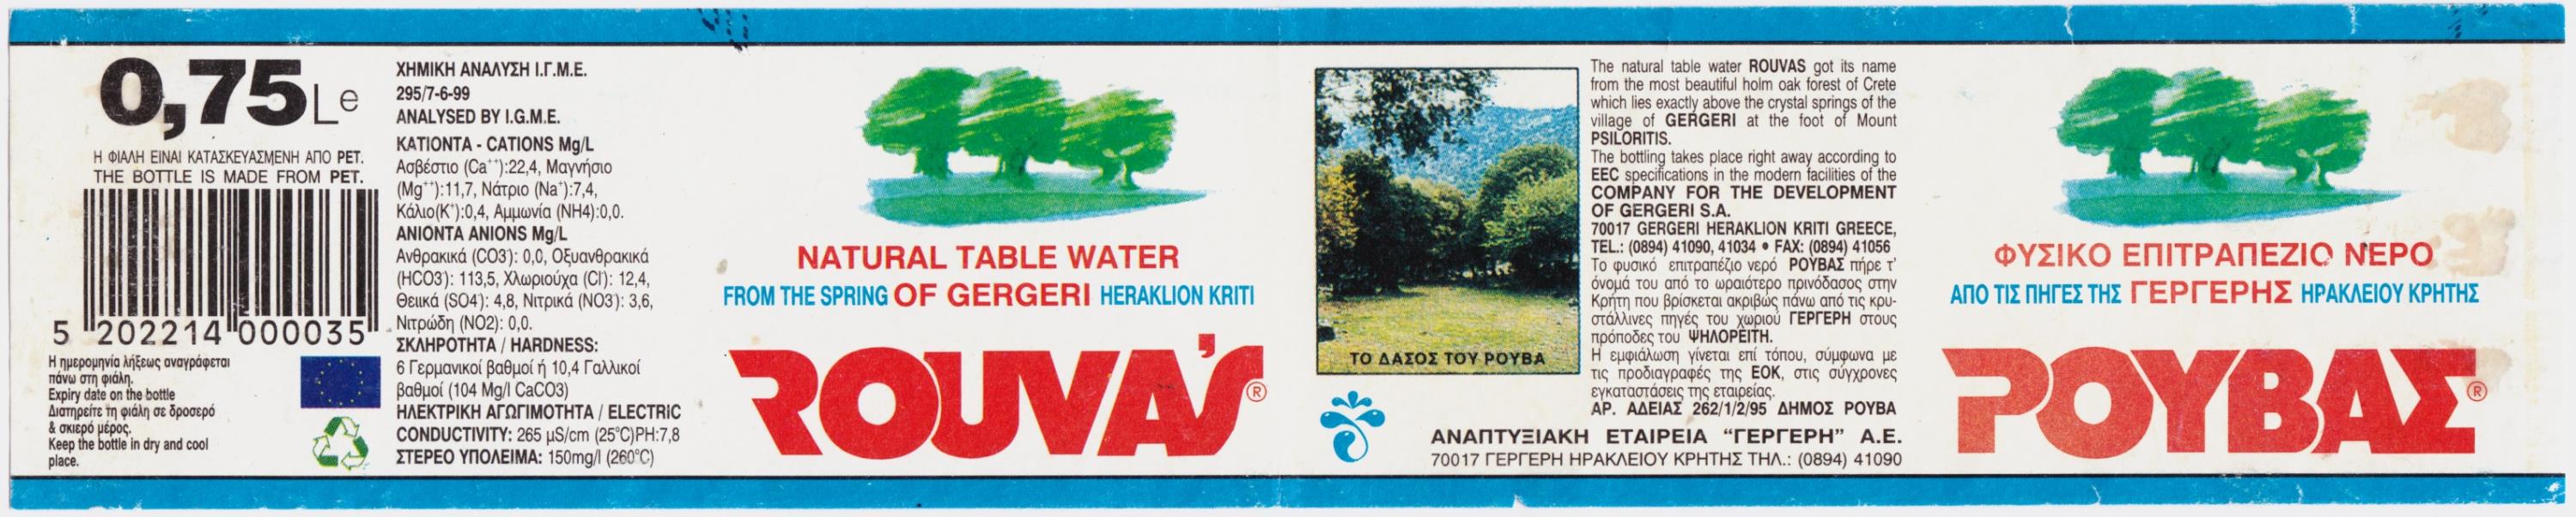 0,75Le
Η ΦΙΑΛΗ ΕΙΝΑΙ ΚΑΤΑΣΚΕΥΑΣΜΕΝΗ ΑΠΟ PET.
THE BOTTLE IS MADE FROM PET.
5 202214 000035
Η ημερομηνία λήξεως αναγράφεται
πάνω στη φιάλη.
Expiry date on the bottle
Διατηρείτε τη φιάλη σε δροσερό
& σκιερό μέρος.
Keep the bottle in dry and cool
place.
ΧΗΜΙΚΗ ΑΝΑΛΥΣΗ Ι.Γ.Μ.Ε.
295/7-6-99
ANALYSED BY I.G.M.E.
ΚΑΤΙΟΝΤΑ - CATIONS Mg/L
Ασβέστιο (Ca⁺⁺):22,4, Μαγνήσιο
(Mg⁺⁺):11,7, Νάτριο (Na⁺):7,4,
Κάλιο(K⁺):0,4, Αμμωνία (NH4):0,0.
ΑΝΙΟΝΤΑ ANIONS Mg/L
Ανθρακικά (CO3⁻): 0,0, Οξυανθρακικά
(HCO3⁻): 113,5, Χλωριούχα (Cl⁻): 12,4,
Θειικά (SO4⁻): 4,8, Νιτρικά (NO3⁻): 3,6,
Νιτρώδη (NO2): 0,0.
ΣΚΛΗΡΟΤΗΤΑ / HARDNESS:
6 Γερμανικοί βαθμοί ή 10,4 Γαλλικοί
βαθμοί (104 Mg/l CaCO3)
ΗΛΕΚΤΡΙΚΗ ΑΓΩΓΙΜΟΤΗΤΑ / ELECTRIC
CONDUCTIVITY: 265 μS/cm (25°C)PH:7,8
ΣΤΕΡΕΟ ΥΠΟΛΕΙΜΑ: 150mg/l (260°C)
NATURAL TABLE WATER
FROM THE SPRING OF GERGERI HERAKLION KRITI
ROUVA'S®
ΤΟ ΔΑΣΟΣ ΤΟΥ ΡΟΥΒΑ
The natural table water ROUVAS got its name
from the most beautiful holm oak forest of Crete
which lies exactly above the crystal springs of the
village of GERGERI at the foot of Mount
PSILORITIS.
The bottling takes place right away according to
EEC specifications in the modern facilities of the
COMPANY FOR THE DEVELOPMENT
OF GERGERI S.A.
70017 GERGERI HERAKLION KRITI GREECE,
TEL.: (0894) 41090, 41034 • FAX: (0894) 41056
Το φυσικό επιτραπέζιο νερό ΡΟΥΒΑΣ πήρε τ'
όνομά του από το ωραιότερο πρινόδασος στην
Κρήτη που βρίσκεται ακριβώς πάνω από τις κρυ-
στάλλινες πηγές του χωριού ΓΕΡΓΕΡΗ στους
πρόποδες του ΨΗΛΟΡΕΙΤΗ.
Η εμφιάλωση γίνεται επί τόπου, σύμφωνα με
τις προδιαγραφές της ΕΟΚ, στις σύγχρονες
εγκαταστάσεις της εταιρείας.
ΑΡ. ΑΔΕΙΑΣ 262/1/2/95 ΔΗΜΟΣ ΡΟΥΒΑ
ΑΝΑΠΤΥΞΙΑΚΗ ΕΤΑΙΡΕΙΑ "ΓΕΡΓΕΡΗ" Α.Ε.
70017 ΓΕΡΓΕΡΗ ΗΡΑΚΛΕΙΟΥ ΚΡΗΤΗΣ ΤΗΛ.: (0894) 41090
ΦΥΣΙΚΟ ΕΠΙΤΡΑΠΕΖΙΟ ΝΕΡΟ
ΑΠΟ ΤΙΣ ΠΗΓΕΣ ΤΗΣ ΓΕΡΓΕΡΗΣ ΗΡΑΚΛΕΙΟΥ ΚΡΗΤΗΣ
ΡΟΥΒΑΣ®